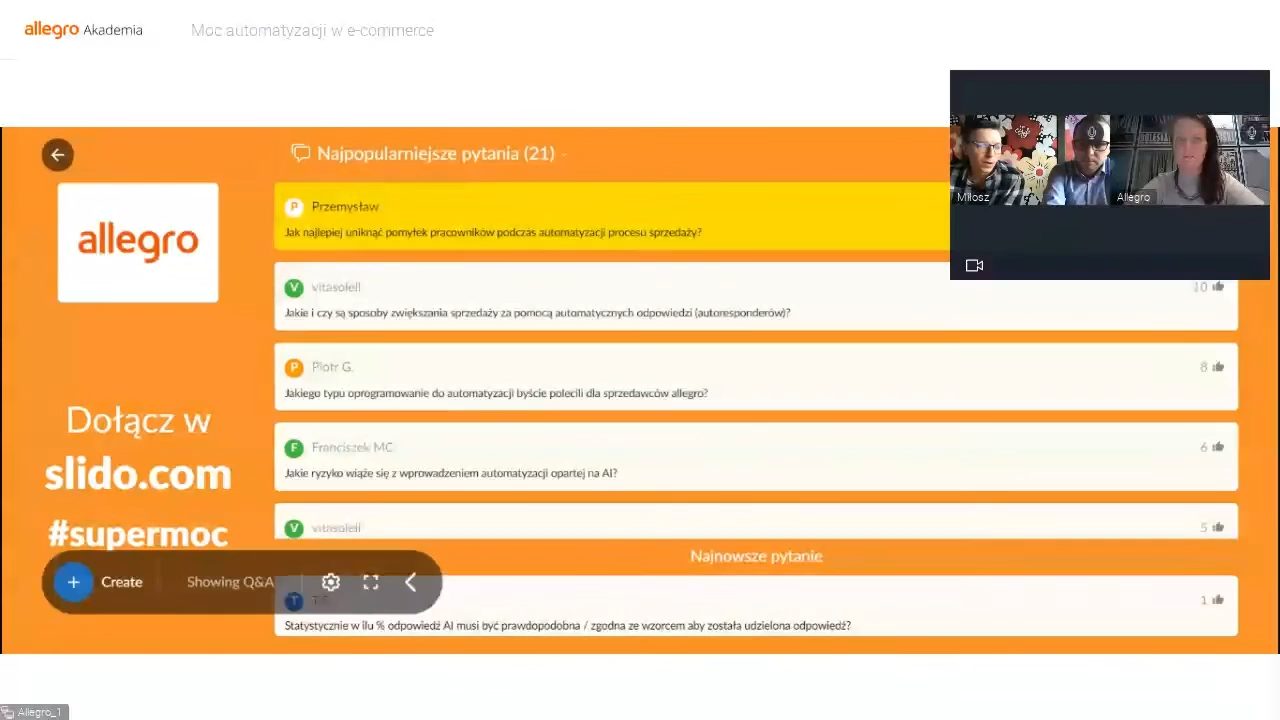 allegro Akademia
Moc automatyzacji w e-commerce
Najpopularniejsze pytania (21)
P Przemysław
Jak najlepiej uniknąć pomyłek pracowników podczas automatyzacji procesu sprzedaży?
Miłosz
Allegro
allegro
V vitasolell
10
Jakie i czy są sposoby zwiększania sprzedaży za pomocą automatycznych odpowiedzi (autoresponderów)?
P Piotr G.
8
Jakiego typu oprogramowanie do automatyzacji byście polecili dla sprzedawców allegro?
Dołącz w
slido.com
#supermoc
F Franciszek MC
6
Jakie ryzyko wiąże się z wprowadzeniem automatyzacji opartej na AI?
V vitasolell
5
Najnowsze pytanie
Create
Showing Q&A
T
1
Statystycznie w ilu % odpowiedź AI musi być prawdopodobna / zgodna ze wzorcem aby została udzielona odpowiedź?
Allegro_1